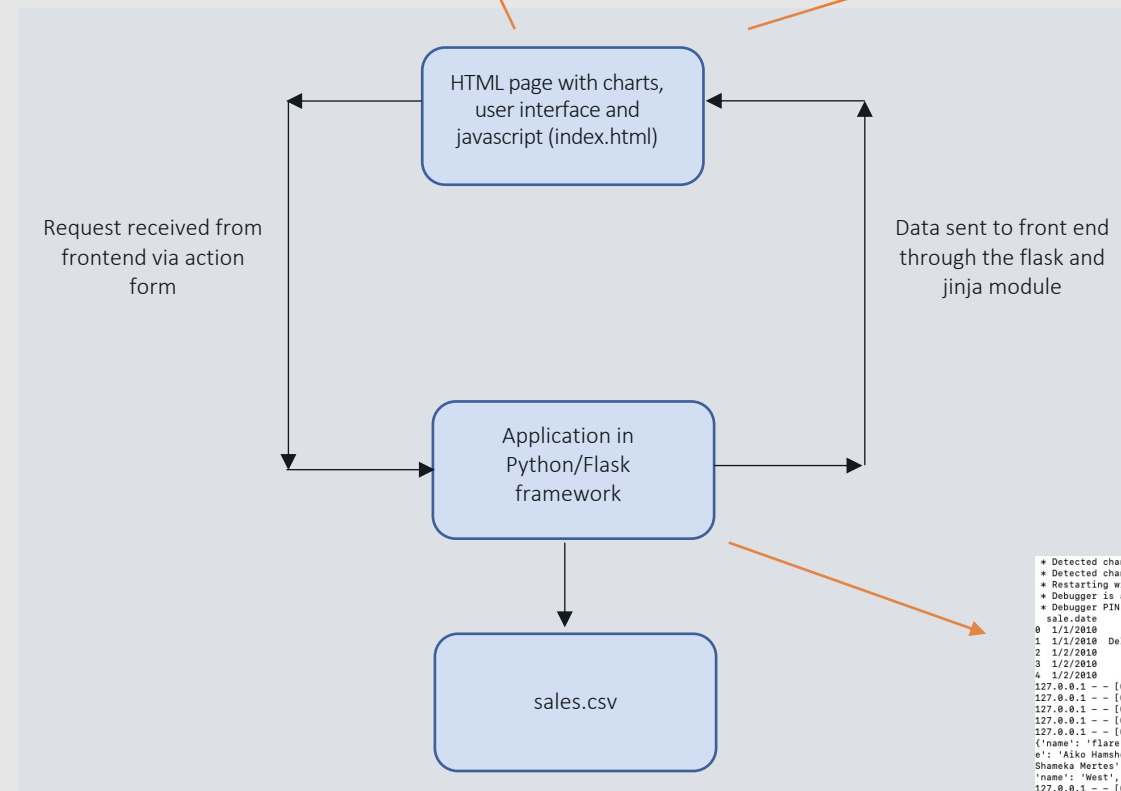 HTML page with charts,
user interface and
javascript (index.html)
Request received from
frontend via action
form
Data sent to front end
through the flask and
jinja module
Application in
Python/Flask
framework
sales.csv
* Detected
* Detected
* Restarting
* Debugger is
* Debugger PIN
sale.date
0 1/1/2010
1 1/1/2010
2 1/2/2010
3 1/2/2010
4 1/2/2010
127.0.0.1 - - [
127.0.0.1 - - [
127.0.0.1 - - [
127.0.0.1 - - [
127.0.0.1 - - [
{'name': 'flare
e': 'Aiko
Shameka Mertes'
'name': 'West',
127.0.0.1 - - [